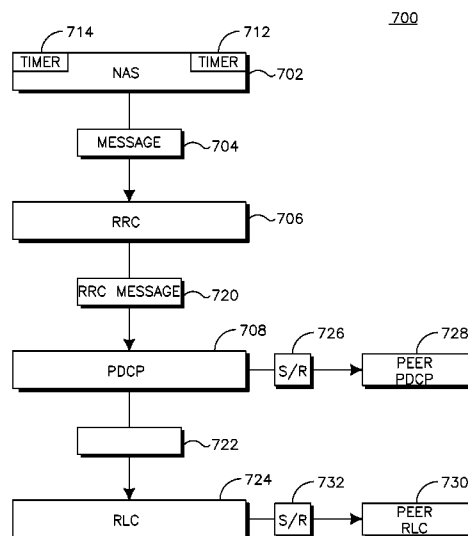 714
712
700
TIMER
TIMER
NAS
702
MESSAGE
704
RRC
706
RRC MESSAGE
720
708
726
728
PDCP
S/R
PEER
PDCP
722
724
732
730
RLC
S/R
PEER
RLC